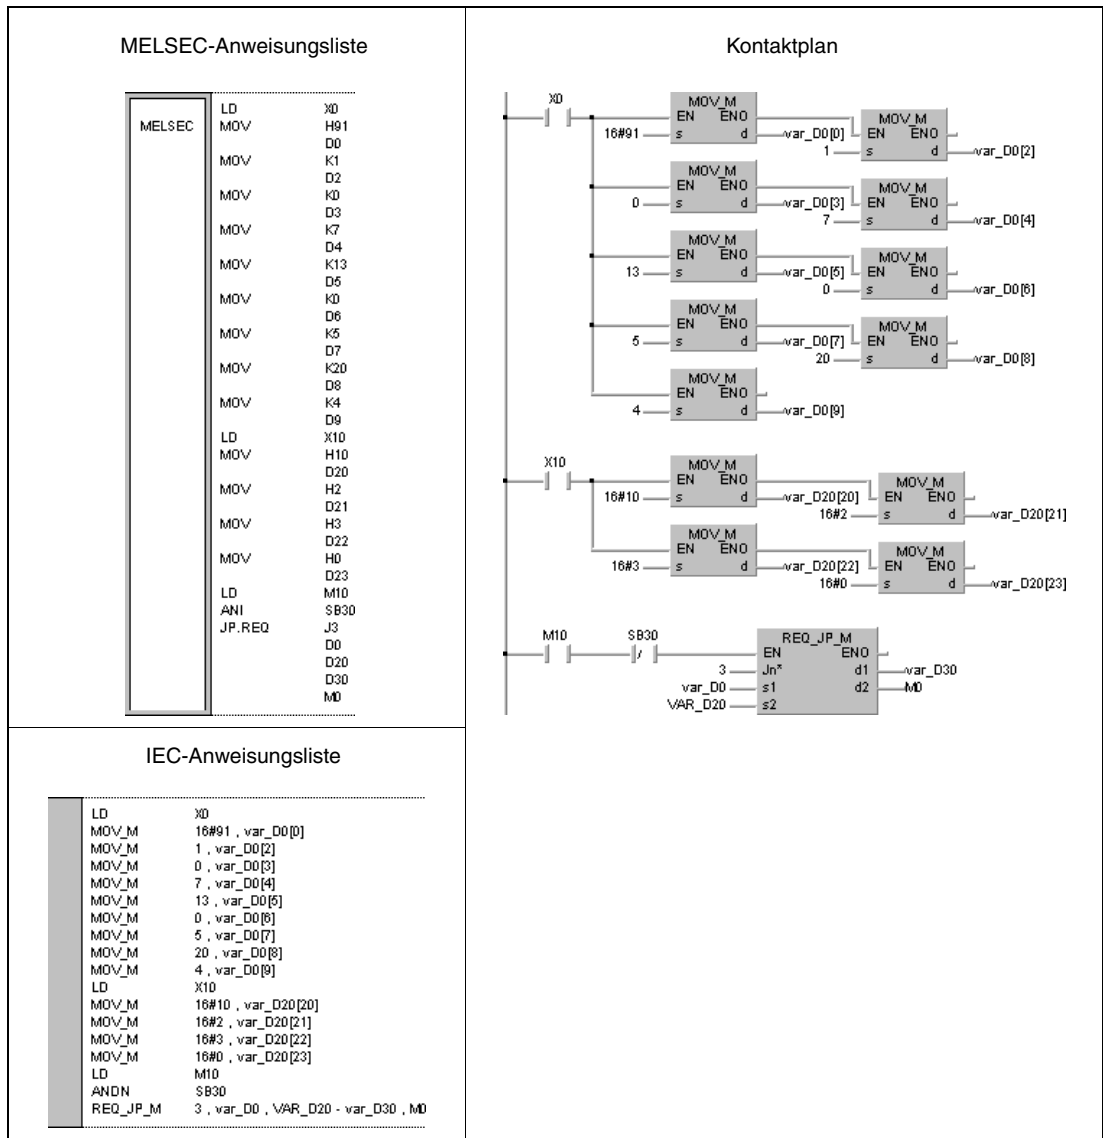 MELSEC-Anweisungsliste
MELSEC
LD X0
MOV H91
D0
MOV K1
D2
MOV K0
D3
MOV K7
D4
MOV K13
D5
MOV K0
D6
MOV K5
D7
MOV K20
D8
MOV K4
D9
LD X10
MOV H10
D20
MOV H2
D21
MOV H3
D22
MOV H0
D23
LD M10
ANI SB30
JP.REQ J3
D0
D20
D30
M0
Kontaktplan
X0
MOV_M
EN ENO
16#91 s d var_D0[0]
MOV_M
EN ENO
1 s d var_D0[2]
MOV_M
EN ENO
0 s d var_D0[3]
MOV_M
EN ENO
7 s d var_D0[4]
MOV_M
EN ENO
13 s d var_D0[5]
MOV_M
EN ENO
0 s d var_D0[6]
MOV_M
EN ENO
5 s d var_D0[7]
MOV_M
EN ENO
20 s d var_D0[8]
MOV_M
EN ENO
4 s d var_D0[9]
X10
MOV_M
EN ENO
16#10 s d var_D20[20]
MOV_M
EN ENO
16#2 s d var_D20[21]
MOV_M
EN ENO
16#3 s d var_D20[22]
MOV_M
EN ENO
16#0 s d var_D20[23]
M10 SB30
REQ_JP_M
EN ENO
3 Jn* d1 var_D30
var_D0 s1 d2 M0
VAR_D20 s2
IEC-Anweisungsliste
LD X0
MOV_M 16#91 , var_D0[0]
MOV_M 1 , var_D0[2]
MOV_M 0 , var_D0[3]
MOV_M 7 , var_D0[4]
MOV_M 13 , var_D0[5]
MOV_M 0 , var_D0[6]
MOV_M 5 , var_D0[7]
MOV_M 20 , var_D0[8]
MOV_M 4 , var_D0[9]
LD X10
MOV_M 16#10 , var_D20[20]
MOV_M 16#2 , var_D20[21]
MOV_M 16#3 , var_D20[22]
MOV_M 16#0 , var_D20[23]
LD M10
ANDN SB30
REQ_JP_M 3 , var_D0 , VAR_D20 - var_D30 , M0